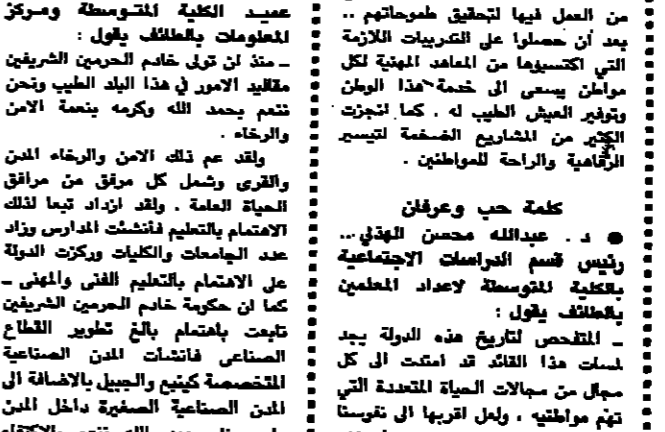 من العمل فيها لتحقيق طموحاتهم ..
بعد أن حصلوا على التدريبات اللازمة
التي اكتسبوها من المعاهد المهنية لكل
مواطن يسعى الى خدمة هذا الوطن
وتوفير العيش الطيب له . كما انجزت
الكثير من المشاريع الضخمة لتيسير
الرفاهية والراحة للمواطنين .
كلمة حب وعرفان
● د . عبدالله محسن الهذلي ..
رئيس قسم الدراسات الاجتماعية
بالكلية المتوسطة لاعداد المعلمين
بالطائف يقول :
ـ المتفحص لتاريخ هذه الدولة يجد
لمسات هذا القائد قد امتدت الى كل
مجال من مجالات الحياة المتعددة التي
تهم مواطنيه ، ولعل اقربها الى نفوسنا
عميد الكلية المتوسطة ومركز
المعلومات بالطائف يقول :
ـ منذ ان تولى خادم الحرمين الشريفين
مقاليد الامور في هذا البلد الطيب ونحن
ننعم بحمد الله وكرمه بنعمة الامن
والرخاء .
ولقد عم ذلك الامن والرخاء المدن
والقرى وشمل كل مرفق من مرافق
الحياة العامة . ولقد ازداد تبعا لذلك
الاهتمام بالتعليم فأنشئت المدارس وزاد
عدد الجامعات والكليات وركزت الدولة
على الاهتمام بالتعليم الفنى والمهنى ـ
كما ان حكومة خادم الحرمين الشريفين
تابعت باهتمام بالغ تطوير القطاع
الصناعى فانشأت المدن الصناعية
المتخصصة كينبع والجبيل بالاضافة الى
المدن الصناعية الصغيرة داخل المدن